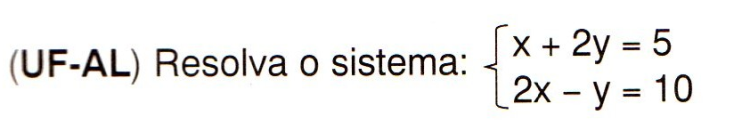 (UF-AL) Resolva o sistema: { x + 2y = 5
2x – y = 10